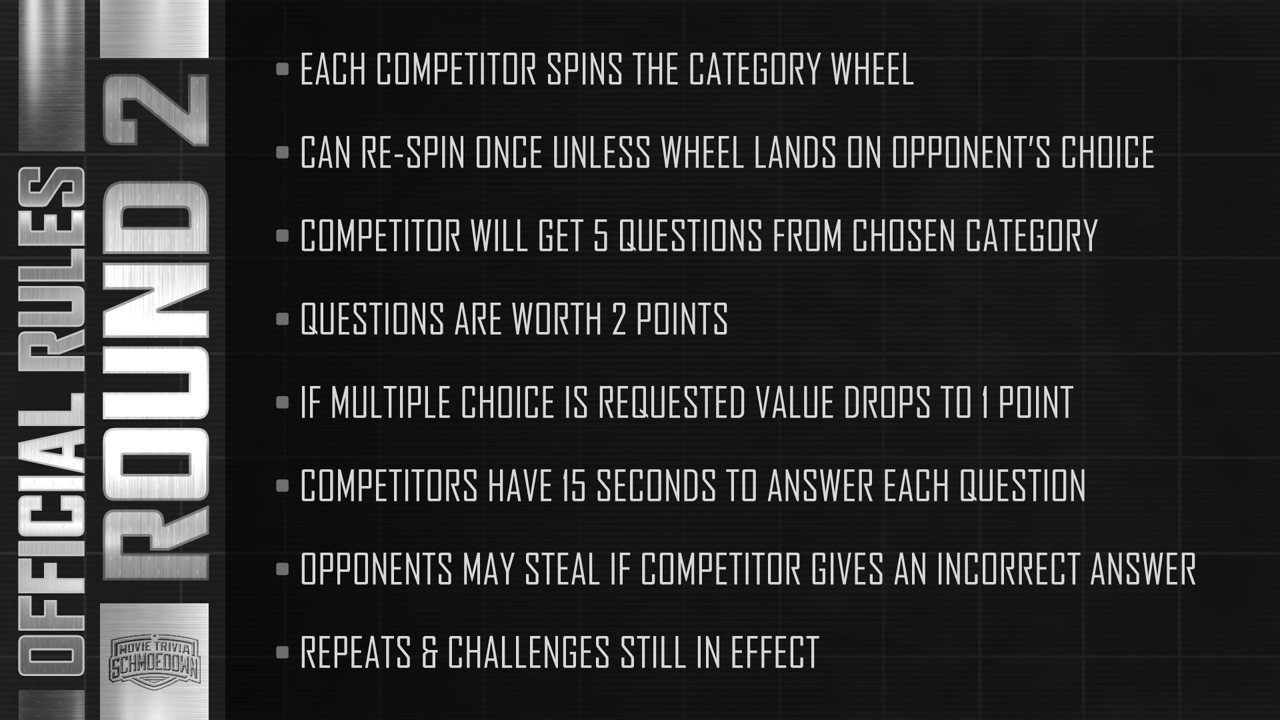 OFFICIAL RULES
ROUND 2
MOVIE TRIVIA
SCHMOEDOWN
EACH COMPETITOR SPINS THE CATEGORY WHEEL
CAN RE-SPIN ONCE UNLESS WHEEL LANDS ON OPPONENT'S CHOICE
COMPETITOR WILL GET 5 QUESTIONS FROM CHOSEN CATEGORY
QUESTIONS ARE WORTH 2 POINTS
IF MULTIPLE CHOICE IS REQUESTED VALUE DROPS TO 1 POINT
COMPETITORS HAVE 15 SECONDS TO ANSWER EACH QUESTION
OPPONENTS MAY STEAL IF COMPETITOR GIVES AN INCORRECT ANSWER
REPEATS & CHALLENGES STILL IN EFFECT